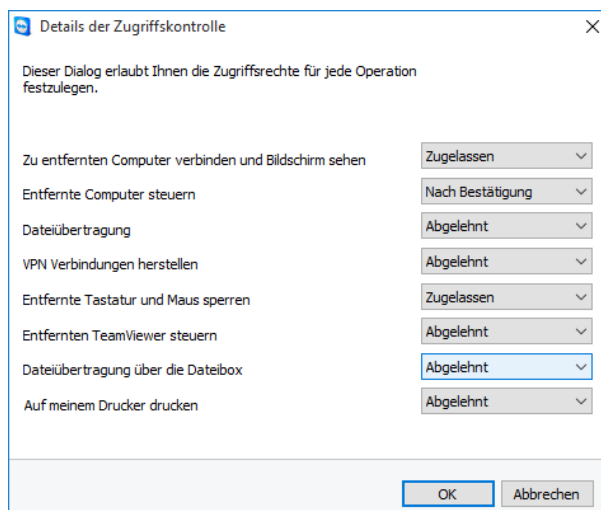 Details der Zugriffskontrolle
Dieser Dialog erlaubt Ihnen die Zugriffsrechte für jede Operation
festzulegen.
Zu entfernten Computer verbinden und Bildschirm sehen Zugelassen
Entfernte Computer steuern Nach Bestätigung
Dateiübertragung Abgelehnt
VPN Verbindungen herstellen Abgelehnt
Entfernte Tastatur und Maus sperren Zugelassen
Entfernten TeamViewer steuern Abgelehnt
Dateiübertragung über die Dateibox Abgelehnt
Auf meinem Drucker drucken Abgelehnt
OK Abbrechen